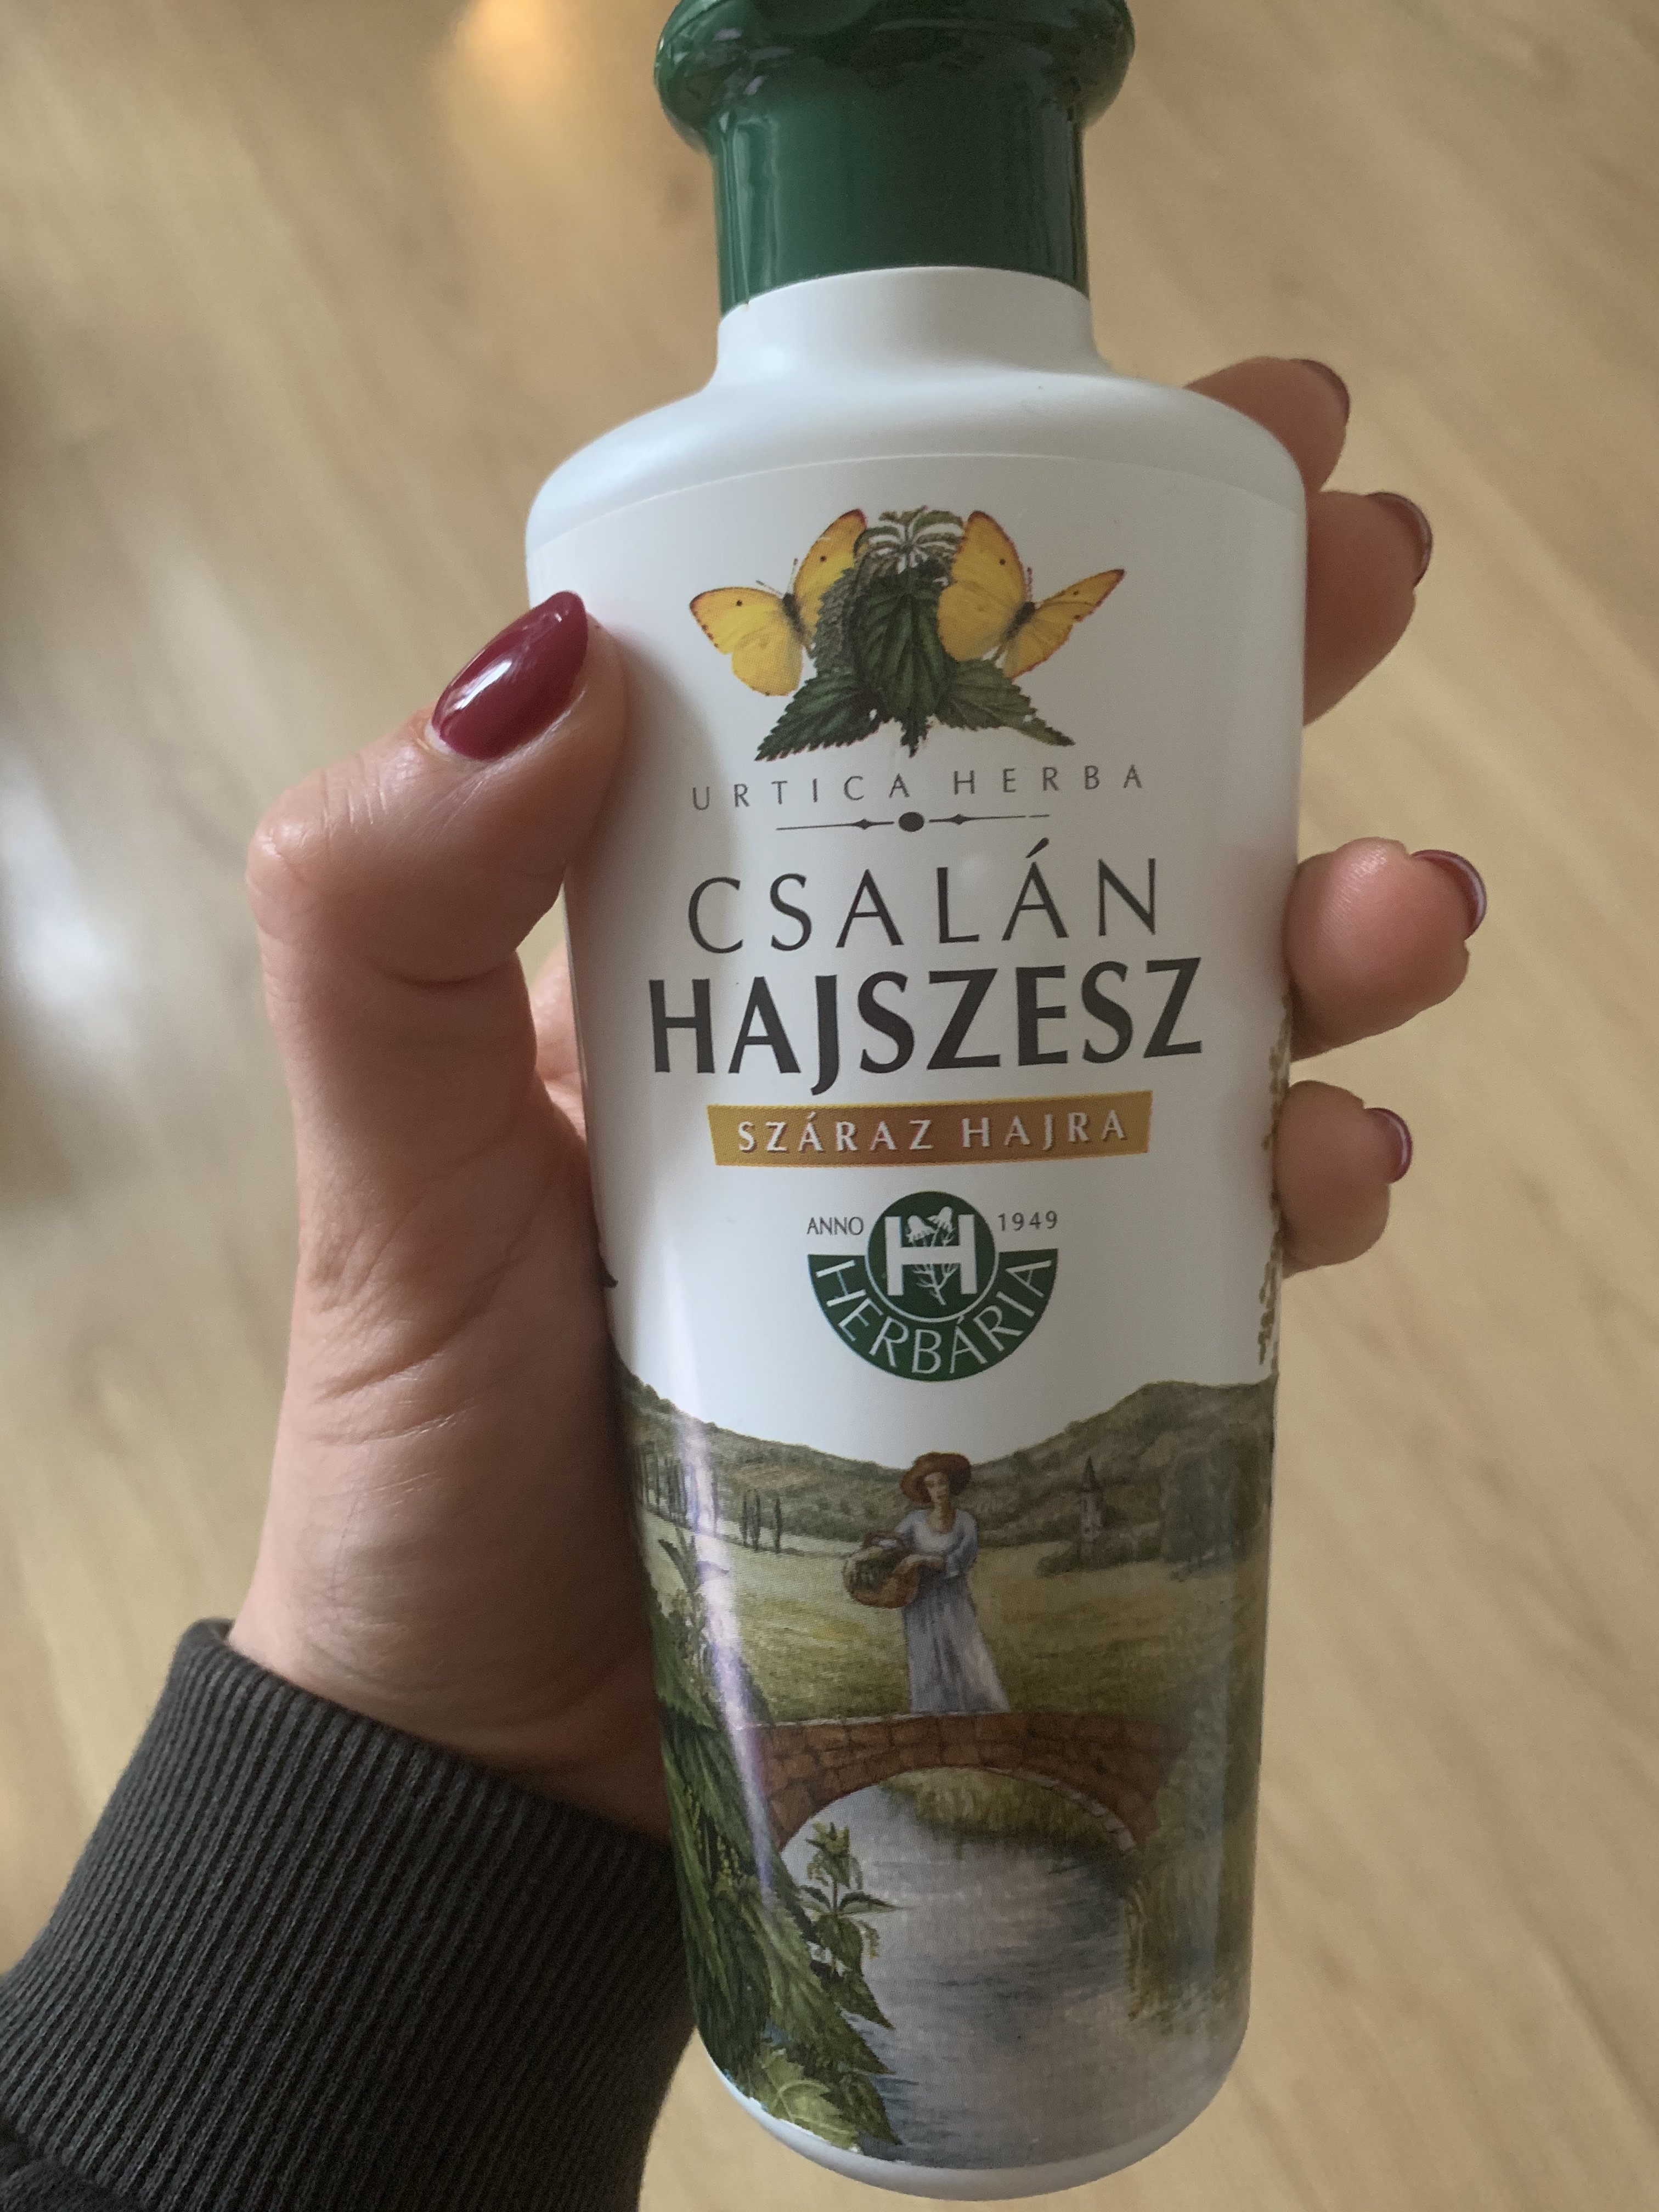 URTICA HERBA
CSALÁN
HAJSZESZ
SZÁRAZ HAJRA
ANNO 1949
H
HERBÁRIA